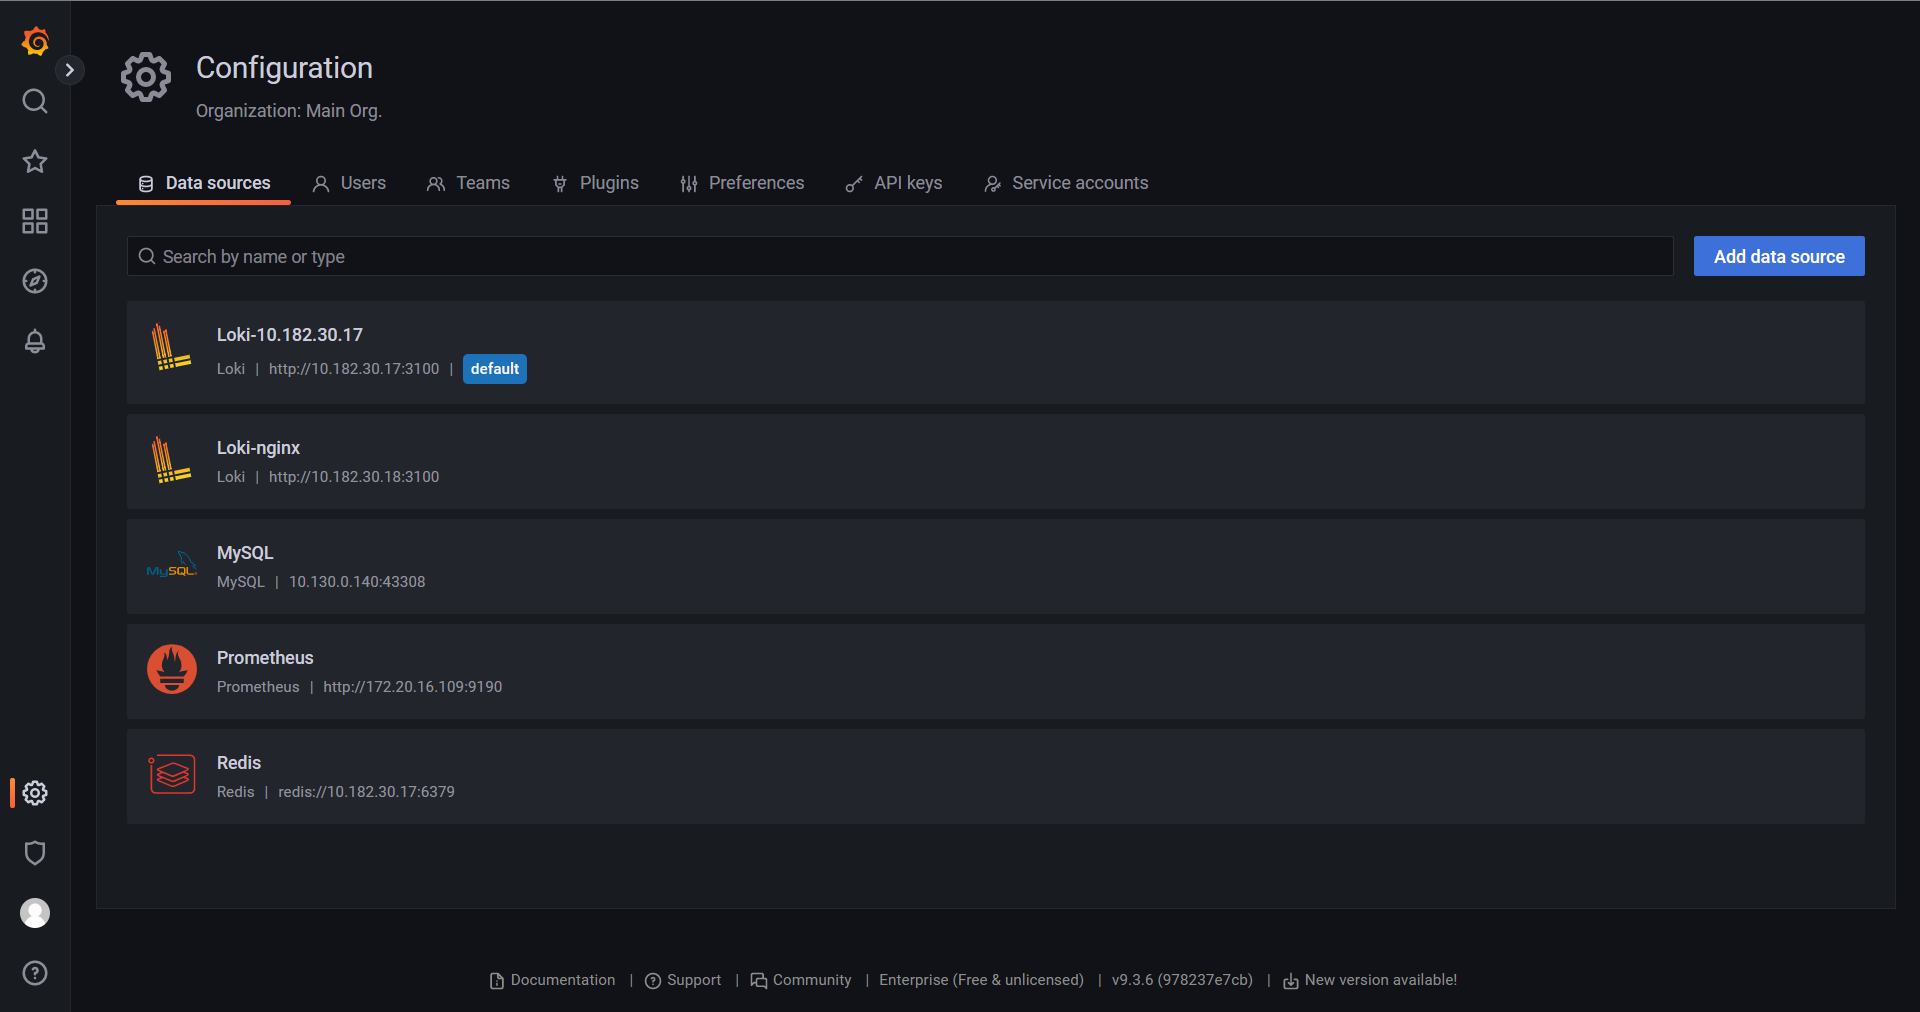 Configuration
Organization: Main Org.
Data sources Users Teams Plugins Preferences API keys Service accounts
Search by name or type Add data source
Loki-10.182.30.17
Loki | http://10.182.30.17:3100 | default
Loki-nginx
Loki | http://10.182.30.18:3100
MySQL
MySQL
MySQL | 10.130.0.140:43308
Prometheus
Prometheus | http://172.20.16.109:9190
Redis
Redis | redis://10.182.30.17:6379
Documentation | Support | Community | Enterprise (Free & unlicensed) | v9.3.6 (978237e7cb) | New version available!